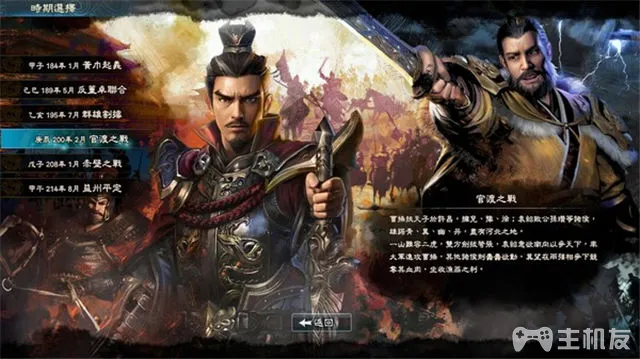 時期選擇
甲子 184年 1月 黃巾起義
己巳 189年 5月 反董卓聯合
乙亥 195年 7月 群雄割據
庚辰 200年 2月 官渡之戰
戊子 208年 1月 赤壁之戰
甲午 214年 8月 益州平定
官渡之戰
曹操挾天子於許昌，擁兗、豫、徐；袁紹敗公孫瓚等諸侯，
雄踞青、冀、幽、并，盡有河北之地。
一山難容二虎，雙方劍拔弩張，袁紹意欲南向以爭天下，率
大軍進攻曹操，其他諸侯則蠢蠢欲動，冀望在兩強相爭下競
奪其血肉，坐收漁翁之利。
返回
主机友